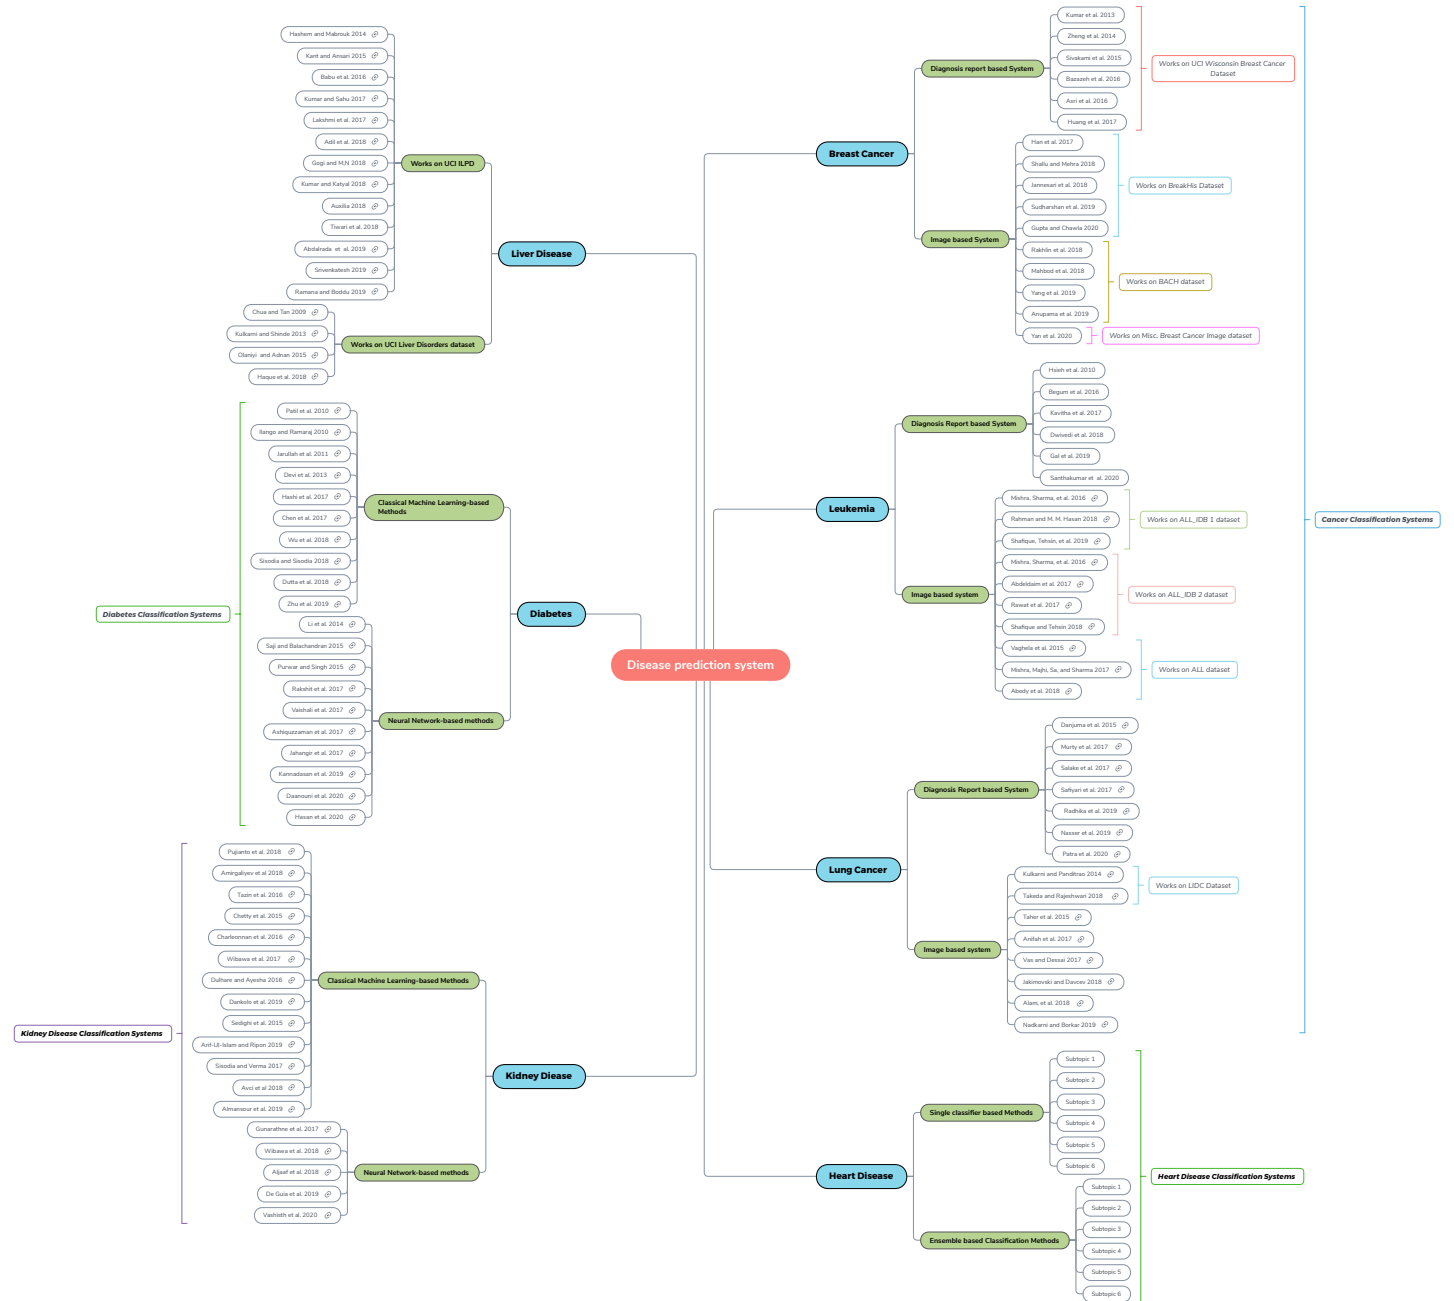 Disease prediction system
Liver Disease
Works on UCI ILPD
Hashem and Mabrouk 2014
Kant and Ansari 2015
Babu et al. 2016
Kumar and Sahu 2017
Lakshmi et al. 2017
Adil et al. 2018
Gogi and M,N 2018
Kumar and Katyal 2018
Auxilia 2018
Tiwari et al. 2018
Abdalrada et al. 2019
Srivenkatesh 2019
Ramana and Boddu 2019
Works on UCI Liver Disorders dataset
Chua and Tan 2009
Kulkarni and Shinde 2013
Olaniyi and Adnan 2015
Haque et al. 2018
Diabetes
Diabetes Classification Systems
Classical Machine Learning-based
Methods
Patil et al. 2010
Ilango and Ramaraj 2010
Jarullah et al. 2011
Devi et al. 2013
Hashi et al. 2017
Chen et al. 2017
Wu et al. 2018
Sisodia and Sisodia 2018
Dutta et al. 2018
Zhu et al. 2019
Neural Network-based methods
Li et al. 2014
Saji and Balachandran 2015
Purwar and Singh 2015
Rakshit et al. 2017
Vaishali et al. 2017
Ashiquzzaman et al. 2017
Jahangir et al. 2017
Kannadasan et al. 2019
Daanouni et al. 2020
Hasan et al. 2020
Kidney Diease
Kidney Disease Classification Systems
Classical Machine Learning-based Methods
Pujianto et al. 2018
Amirgaliyev et al 2018
Tazin et al. 2016
Chetty et al. 2015
Charleonnan et al. 2016
Wibawa et al. 2017
Dulhare and Ayesha 2016
Dankolo et al. 2019
Sedighi et al. 2015
Arif-Ul-Islam and Ripon 2019
Sisodia and Verma 2017
Avci et al 2018
Almansour et al. 2019
Neural Network-based methods
Gunarathne et al. 2017
Wibawa et al. 2018
Aljaaf et al. 2018
De Guia et al. 2019
Vashisth et al. 2020
Breast Cancer
Diagnosis report based System
Kumar et al. 2013
Zheng et al. 2014
Sivakami et al. 2015
Bazazeh et al. 2016
Asri et al. 2016
Huang et al. 2017
Works on UCI Wisconsin Breast Cancer
Dataset
Image based System
Han et al. 2017
Shallu and Mehra 2018
Jannesari et al. 2018
Sudharshan et al. 2019
Gupta and Chawla 2020
Works on BreakHis Dataset
Rakhlin et al. 2018
Mahbod et al. 2018
Yang et al. 2019
Anupama et al. 2019
Works on BACH dataset
Yan et al. 2020
Works on Misc. Breast Cancer Image dataset
Leukemia
Diagnosis Report based System
Hsieh et al. 2010
Begum et al. 2016
Kavitha et al. 2017
Dwivedi et al. 2018
Gal et al. 2019
Santhakumar et al. 2020
Image based system
Mishra, Sharma, et al. 2016
Rahman and M. M. Hasan 2018
Shafique, Tehsin, et al. 2019
Works on ALL_IDB 1 dataset
Mishra, Sharma, et al. 2016
Abdeldaim et al. 2017
Rawat et al. 2017
Shafique and Tehsin 2018
Works on ALL_IDB 2 dataset
Vaghela et al. 2015
Mishra, Majhi, Sa, and Sharma 2017
Abedy et al. 2018
Works on ALL dataset
Cancer Classification Systems
Lung Cancer
Diagnosis Report based System
Danjuma et al. 2015
Murty et al. 2017
Salake et al. 2017
Safiyari et al. 2017
Radhika et al. 2019
Nasser et al. 2019
Patra et al. 2020
Image based system
Kulkarni and Panditrao 2014
Takeda and Rajeshwari 2018
Works on LIDC Dataset
Taher et al. 2015
Anifah et al. 2017
Vas and Dessai 2017
Jakimovski and Davcev 2018
Alam, et al. 2018
Nadkarni and Borkar 2019
Heart Disease
Single classifier based Methods
Subtopic 1
Subtopic 2
Subtopic 3
Subtopic 4
Subtopic 5
Subtopic 6
Ensemble based Classification Methods
Subtopic 1
Subtopic 2
Subtopic 3
Subtopic 4
Subtopic 5
Subtopic 6
Heart Disease Classification Systems